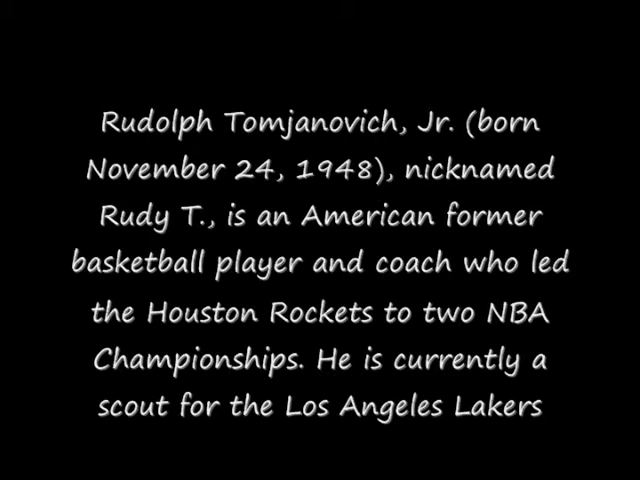 Rudolph Tomjanovich, Jr. (born
November 24, 1948), nicknamed
Rudy T., is an American former
basketball player and coach who led
the Houston Rockets to two NBA
Championships. He is currently a
scout for the Los Angeles Lakers